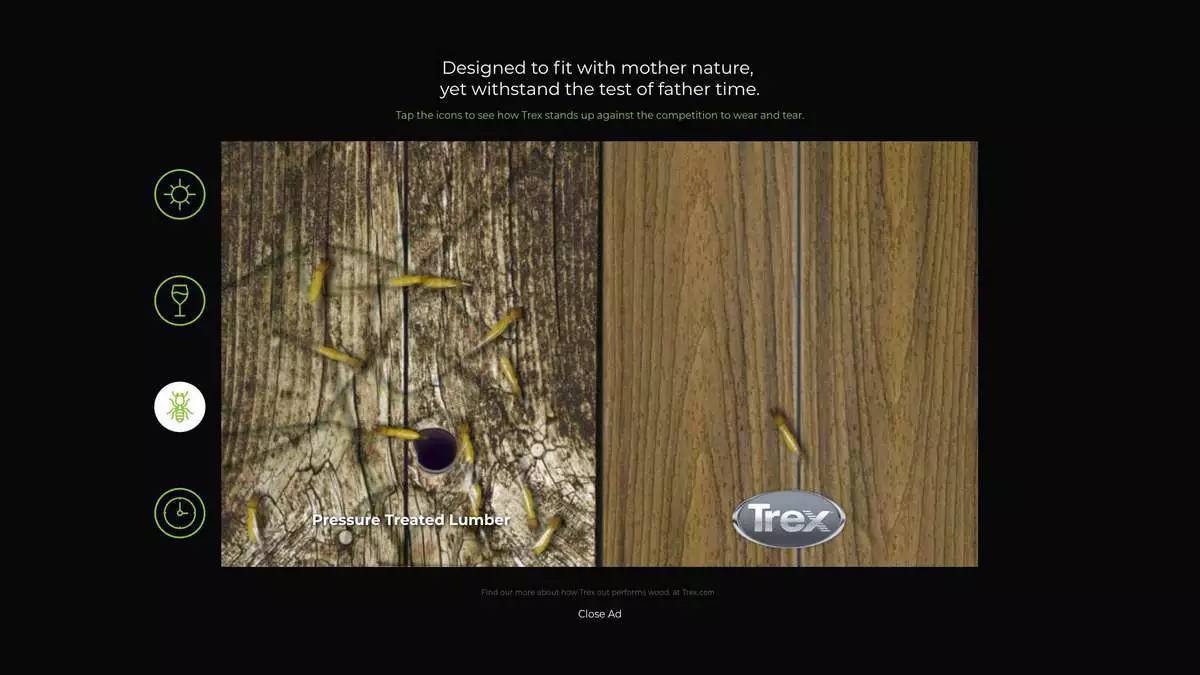 Designed to fit with mother nature,
yet withstand the test of father time.
Tap the icons to see how Trex stands up against the competition to wear and tear.
Pressure Treated Lumber
Trex
Find our more about how Trex out performs wood, at Trex.com
Close Ad